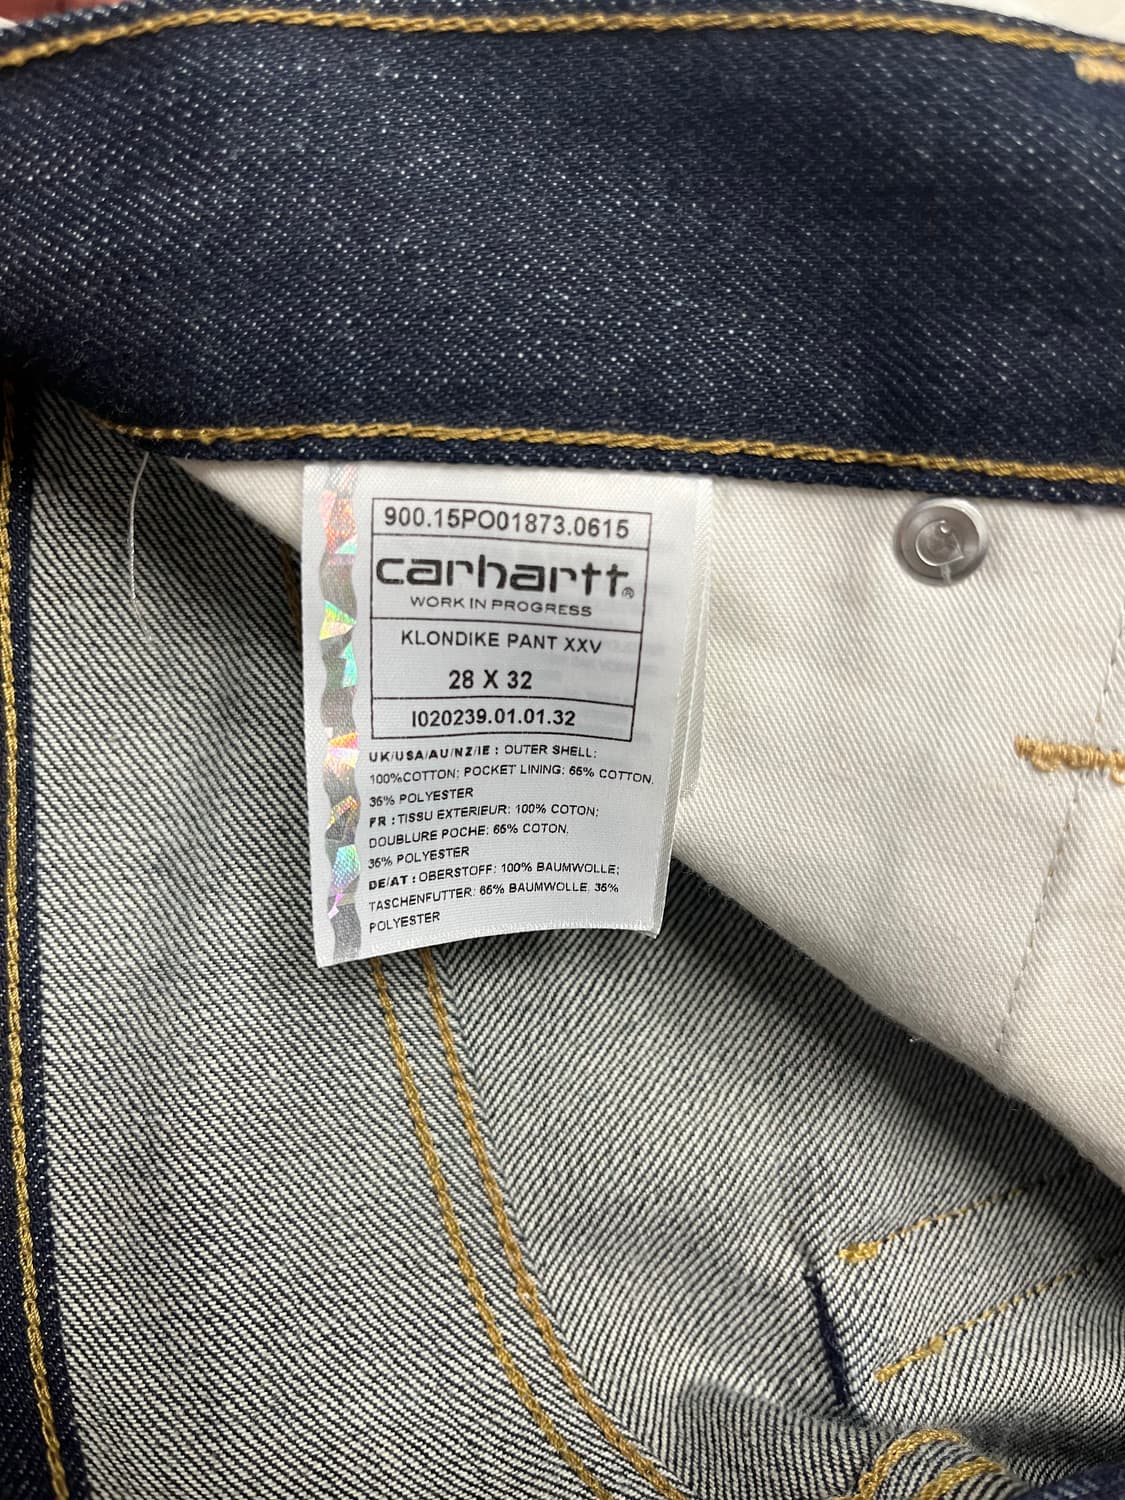 900.15PO01873.0615
carhartt®
WORK IN PROGRESS
KLONDIKE PANT XXV
28 X 32
I020239.01.01.32
UK/USA/AU/NZ/IE : OUTER SHELL:
100%COTTON; POCKET LINING: 65% COTTON,
35% POLYESTER
FR : TISSU EXTERIEUR: 100% COTON;
DOUBLURE POCHE: 65% COTON,
35% POLYESTER
DE/AT : OBERSTOFF: 100% BAUMWOLLE;
TASCHENFUTTER: 65% BAUMWOLLE, 35%
POLYESTER